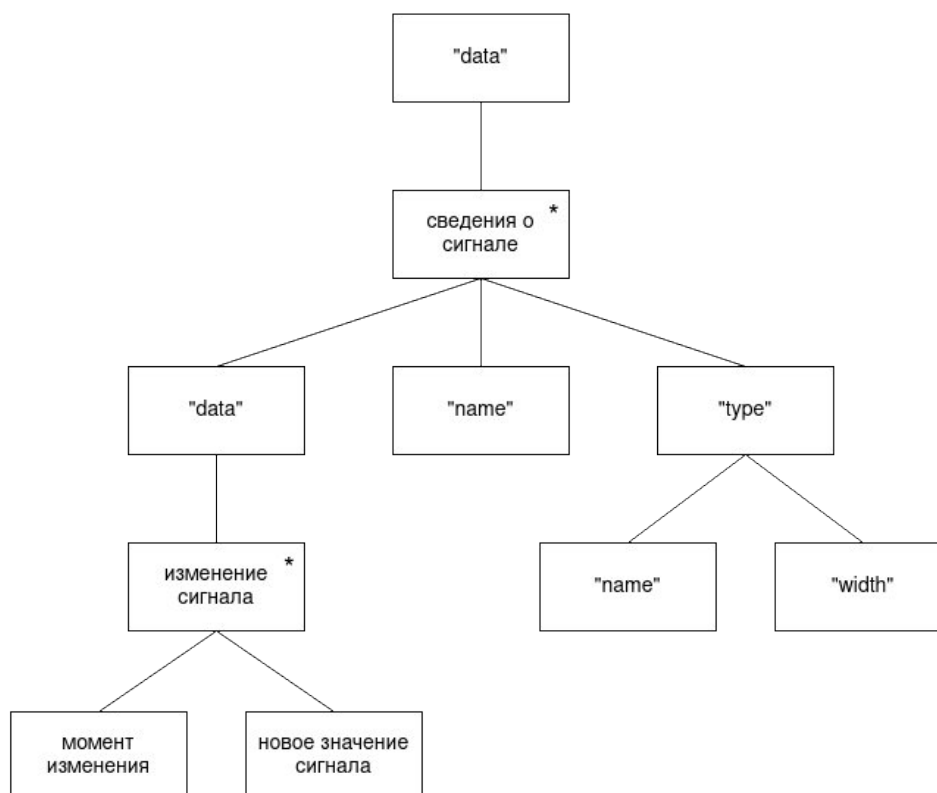 "data"
сведения о *
сигнале
"data"
"name"
"type"
изменение *
сигнала
"name"
"width"
момент
изменения
новое значение
сигнала